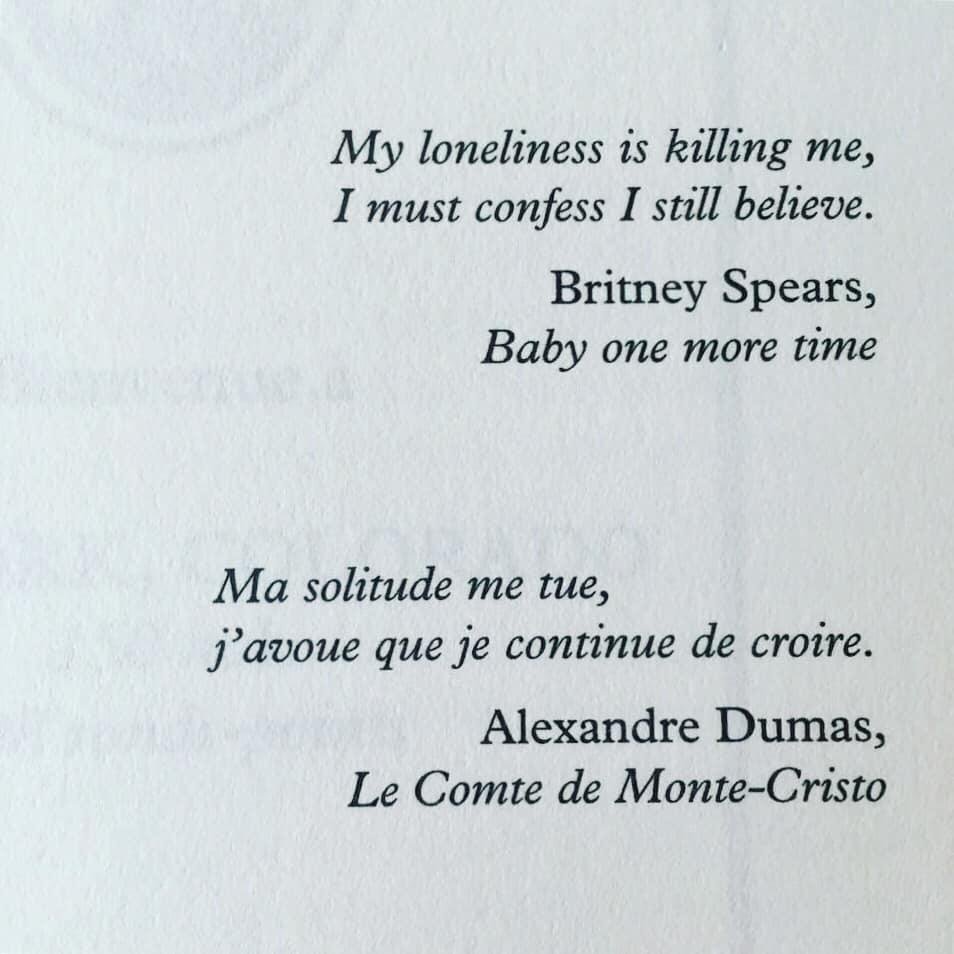 My loneliness is killing me,
I must confess I still believe.
Britney Spears,
Baby one more time
Ma solitude me tue,
j’avoue que je continue de croire.
Alexandre Dumas,
Le Comte de Monte-Cristo